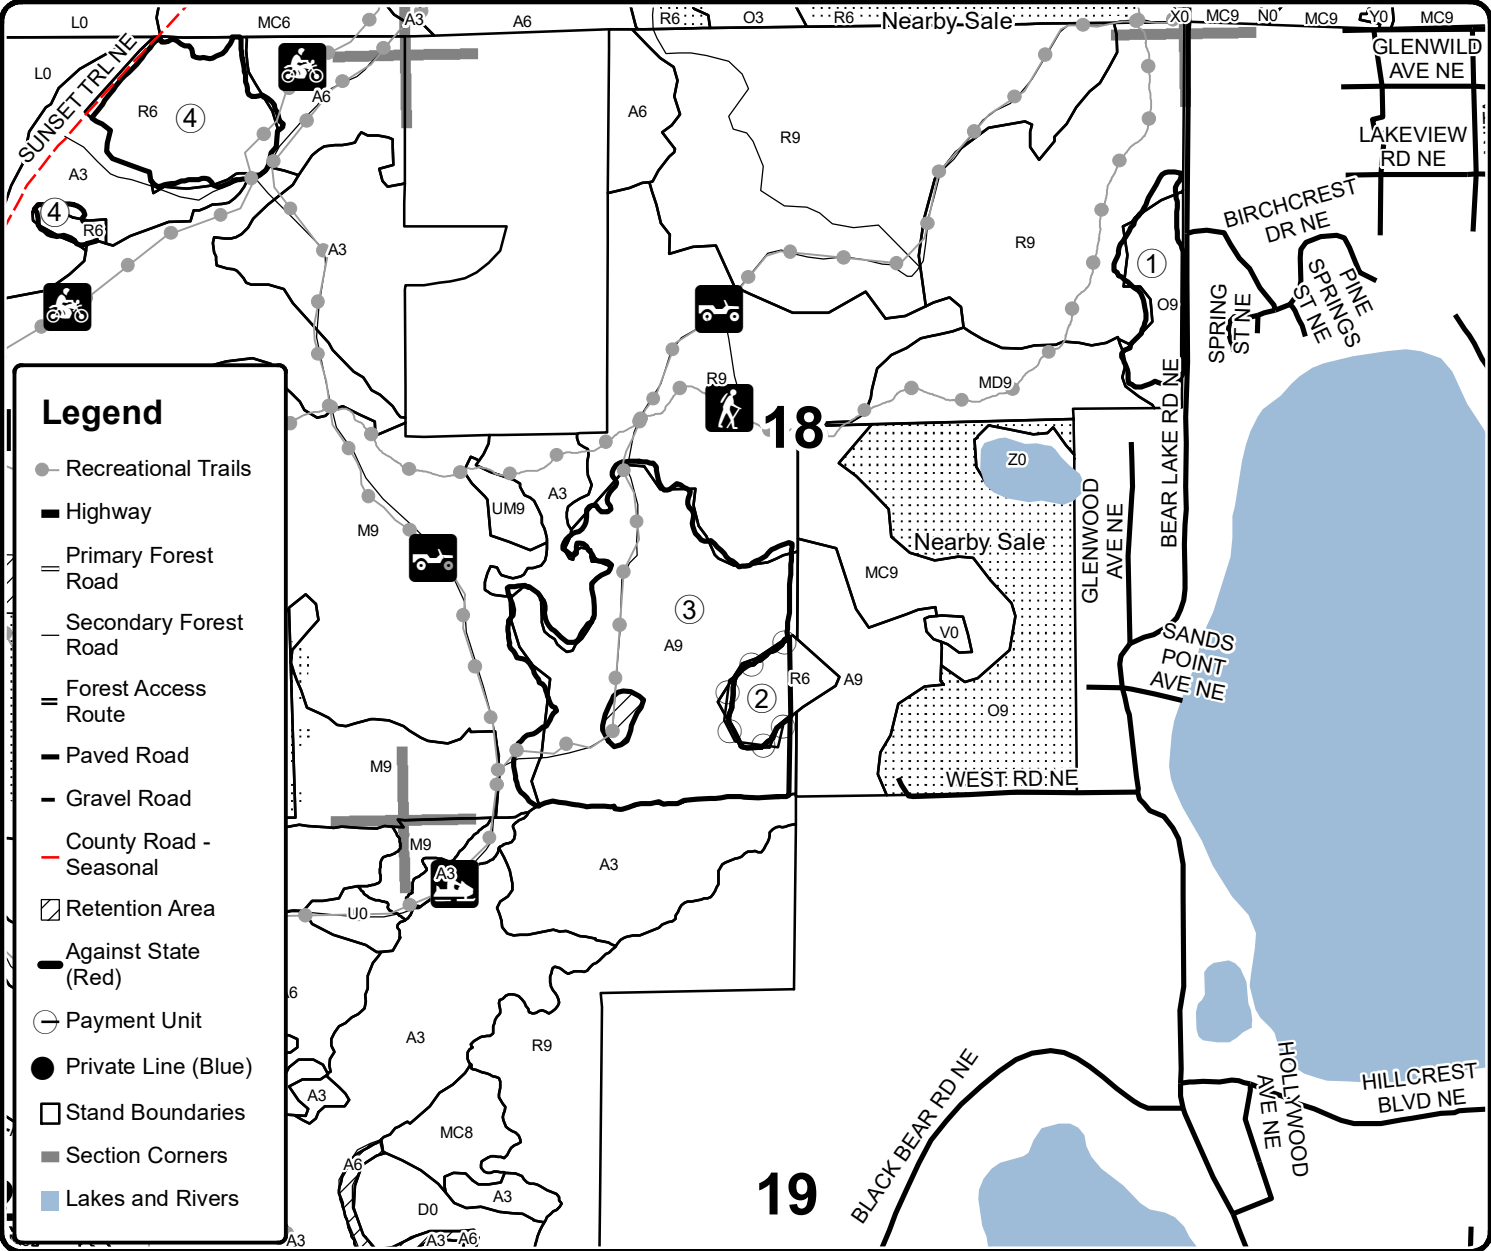 L0
MC6
A3
A6
R6
O3
R6
Nearby Sale
X0
MC9
N0
MC9
Y0
MC9
GLENWILD
AVE NE
L0
SUNSET TRL NE
R6
4
A6
A6
R9
LAKEVIEW
RD NE
A3
4
R6
A3
R9
BIRCHCREST
DR NE
1
O9
SPRING
ST NE
PINE
SPRINGS
ST NE
R9
MD9
BEAR LAKE RD NE
18
Z0
A3
UM9
M9
Nearby Sale
GLENWOOD
AVE NE
MC9
3
A9
V0
SANDS
POINT
AVE NE
R6
A9
2
O9
M9
WEST RD NE
M9
A3
A3
U0
A3
R9
A3
MC8
A6
A3
D0
A3
A6
A3
19
BLACK BEAR RD NE
HOLLYWOOD
AVE NE
HILLCREST
BLVD NE
Legend
Recreational Trails
Highway
Primary Forest
Road
Secondary Forest
Road
Forest Access
Route
Paved Road
Gravel Road
County Road -
Seasonal
Retention Area
Against State
(Red)
Payment Unit
Private Line (Blue)
Stand Boundaries
Section Corners
Lakes and Rivers